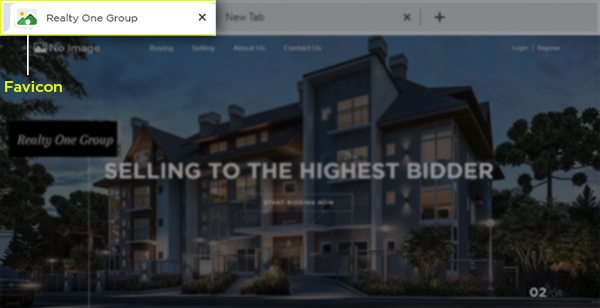 Realty One Group × New Tab × +
No Image Buying Selling About Us Contact Us Login | Register
Favicon
Realty One Group
SELLING TO THE HIGHEST BIDDER
START BIDDING NOW
02